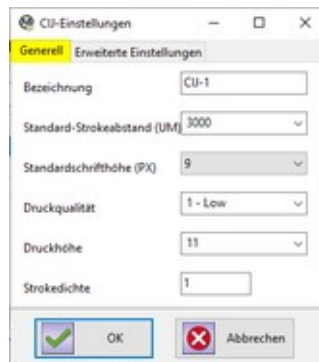 CIJ-Einstellungen
Generell Erweiterte Einstellungen
Bezeichnung CIJ-1
Standard-Strokeabstand (UM) 3000
Standardschrifthöhe (PX) 9
Druckqualität 1 - Low
Druckhöhe 11
Strokedichte 1
OK Abbrechen